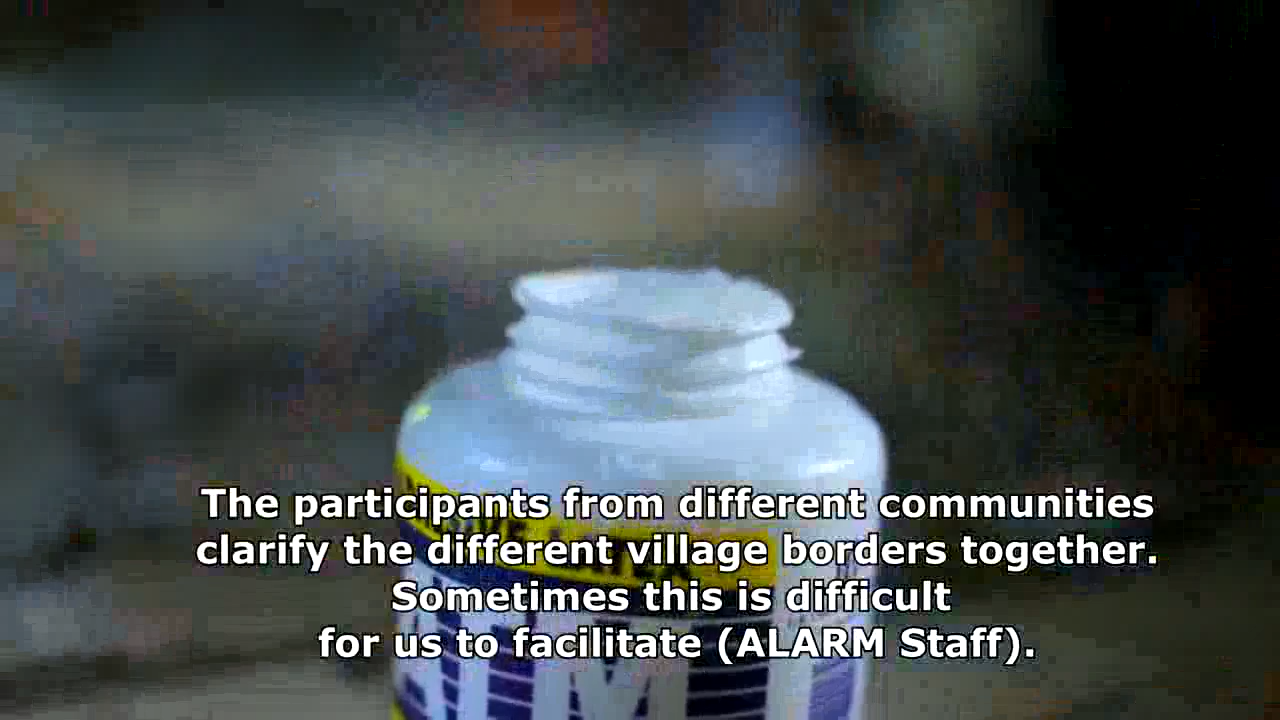 The participants from different communities
clarify the different village borders together.
Sometimes this is difficult
for us to facilitate (ALARM Staff).